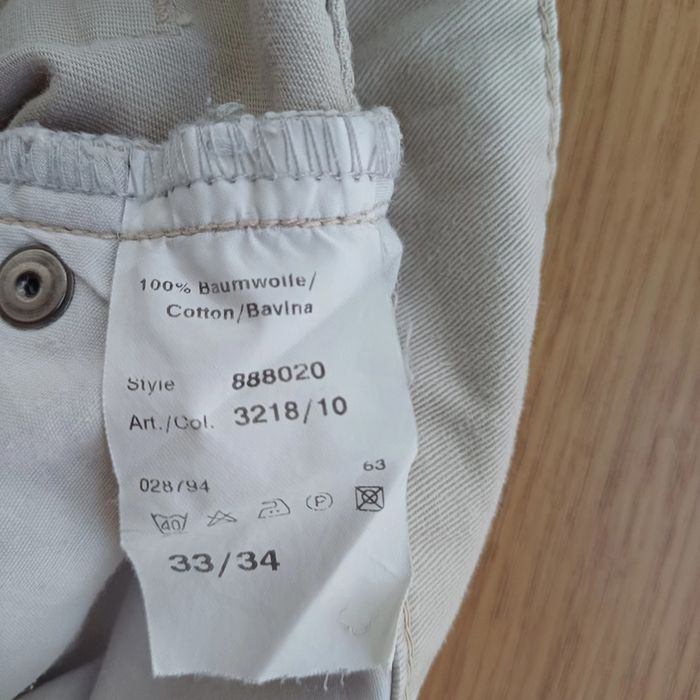 100% Baumwolle/
Cotton/Bavlna
Style 888020
Art./Col. 3218/10
63
028/94
40 P
33/34